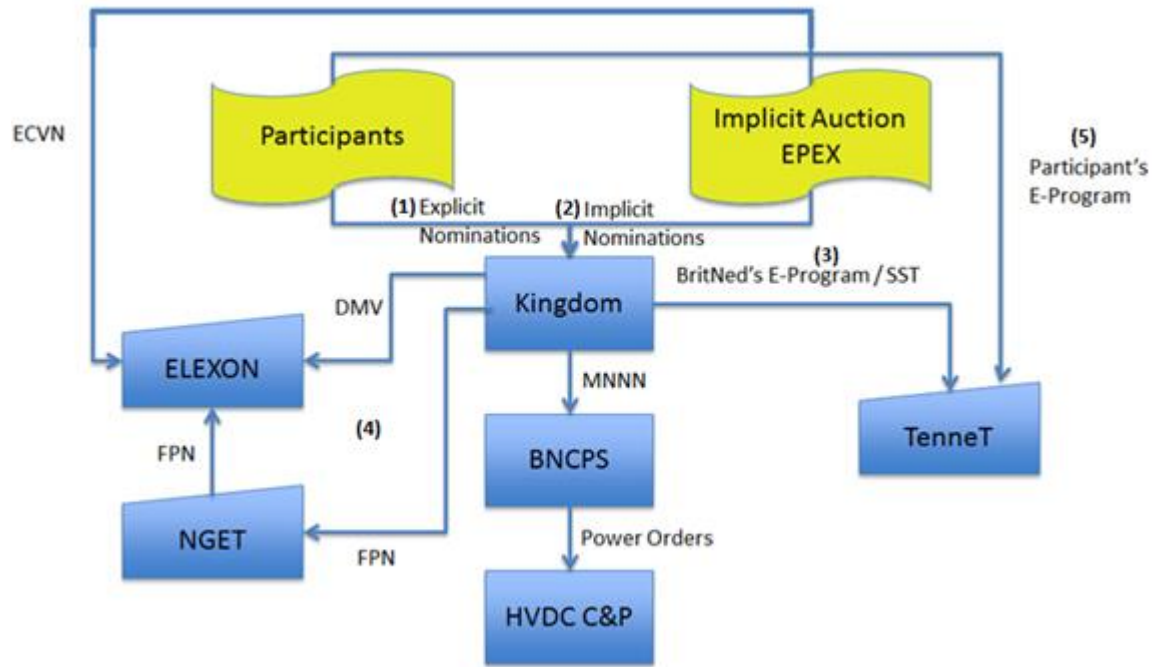 ECVN
Participants
Implicit Auction
EPEX
(5)
Participant's
E-Program
(1) Explicit
Nominations
(2) Implicit
Nominations
(3)
BritNed's E-Program / SST
DMV
Kingdom
ELEXON
MNNN
(4)
FPN
BNCPS
TenneT
NGET
FPN
Power Orders
HVDC C&P